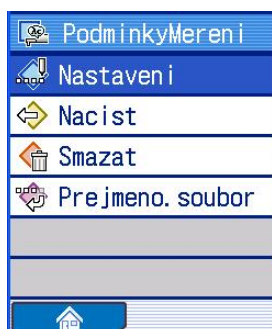 PodminkyMereni
Nastaveni
Nacist
Smazat
Prejmeno.soubor